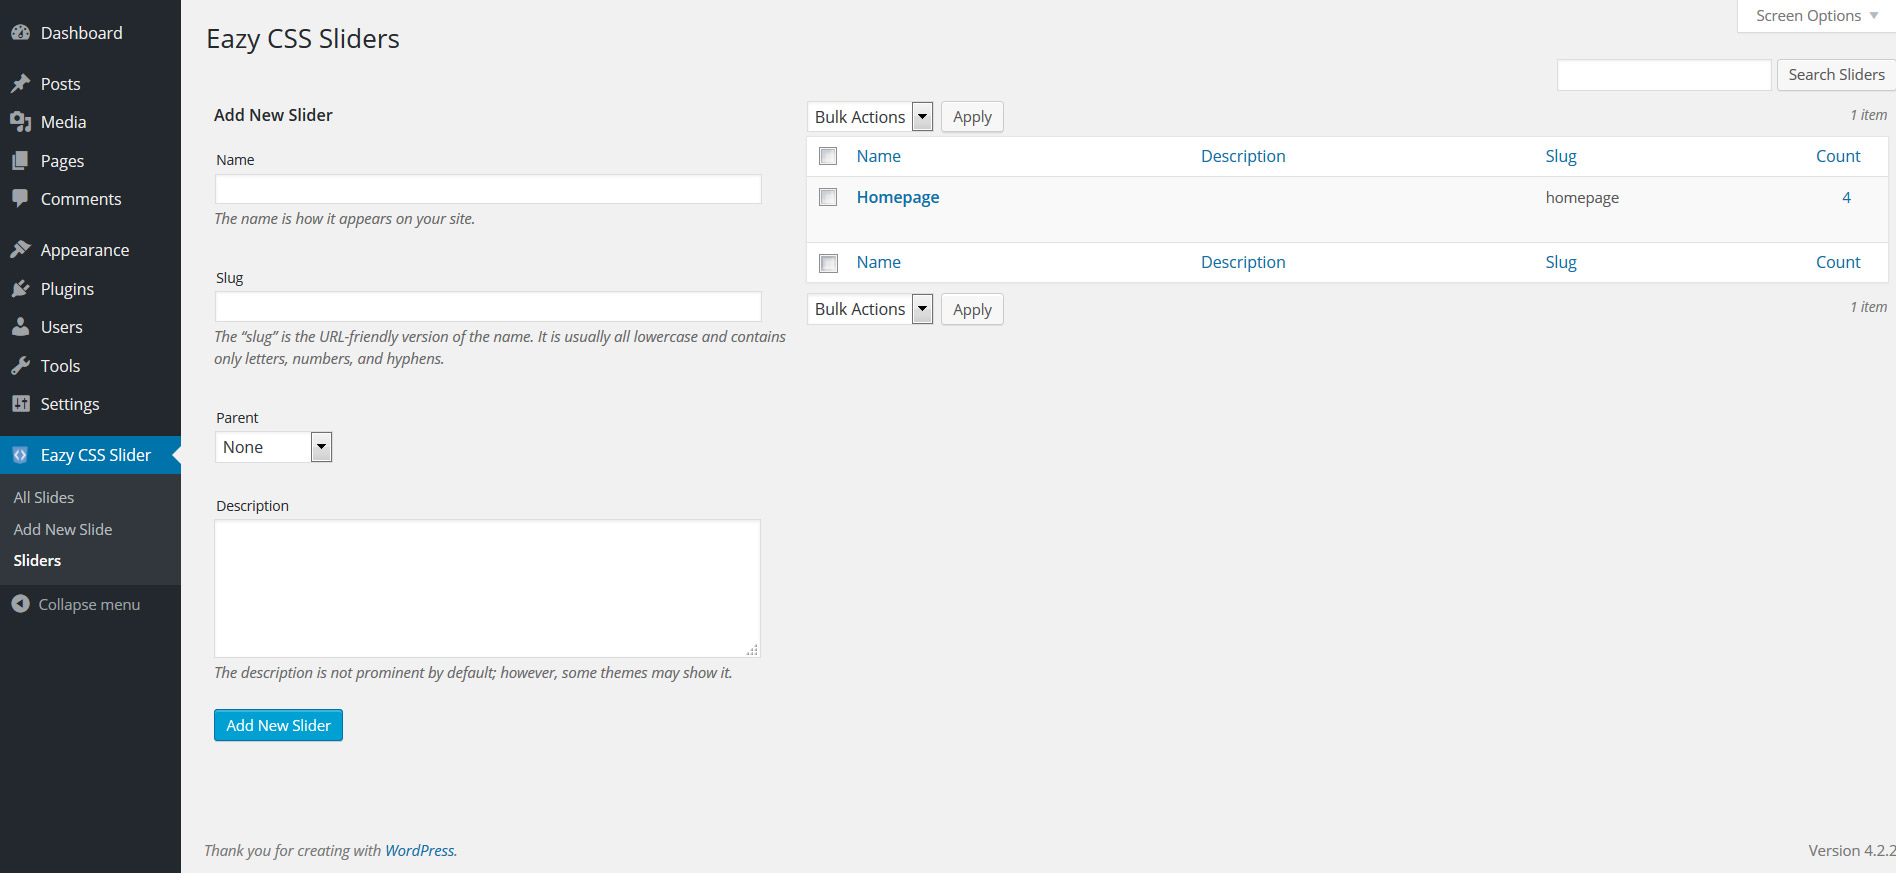 Dashboard
Posts
Media
Pages
Comments
Appearance
Plugins
Users
Tools
Settings
Eazy CSS Slider
All Slides
Add New Slide
Sliders
Collapse menu
Screen Options
Eazy CSS Sliders
Search Sliders
Add New Slider
Name
The name is how it appears on your site.
Slug
The “slug” is the URL-friendly version of the name. It is usually all lowercase and contains
only letters, numbers, and hyphens.
Parent
None
Description
The description is not prominent by default; however, some themes may show it.
Add New Slider
Bulk Actions Apply 1 item
Name Description Slug Count
Homepage homepage 4
Name Description Slug Count
Bulk Actions Apply 1 item
Thank you for creating with WordPress. Version 4.2.2